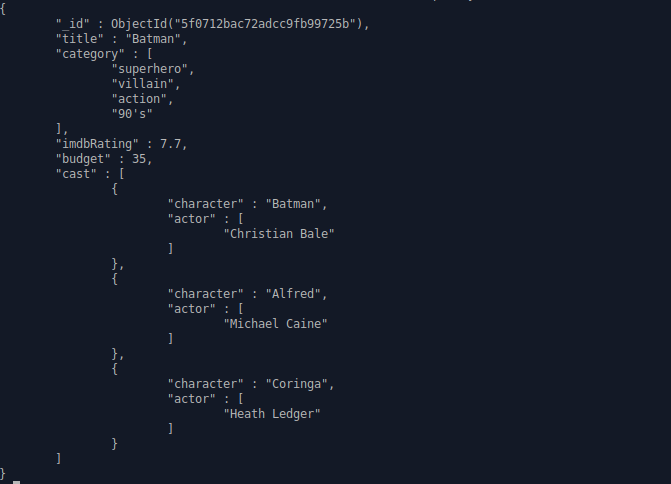 {
	"_id" : ObjectId("5f0712bac72adcc9fb99725b"),
	"title" : "Batman",
	"category" : [
		"superhero",
		"villain",
		"action",
		"90's"
	],
	"imdbRating" : 7.7,
	"budget" : 35,
	"cast" : [
		{
			"character" : "Batman",
			"actor" : [
				"Christian Bale"
			]
		},
		{
			"character" : "Alfred",
			"actor" : [
				"Michael Caine"
			]
		},
		{
			"character" : "Coringa",
			"actor" : [
				"Heath Ledger"
			]
		}
	]
}